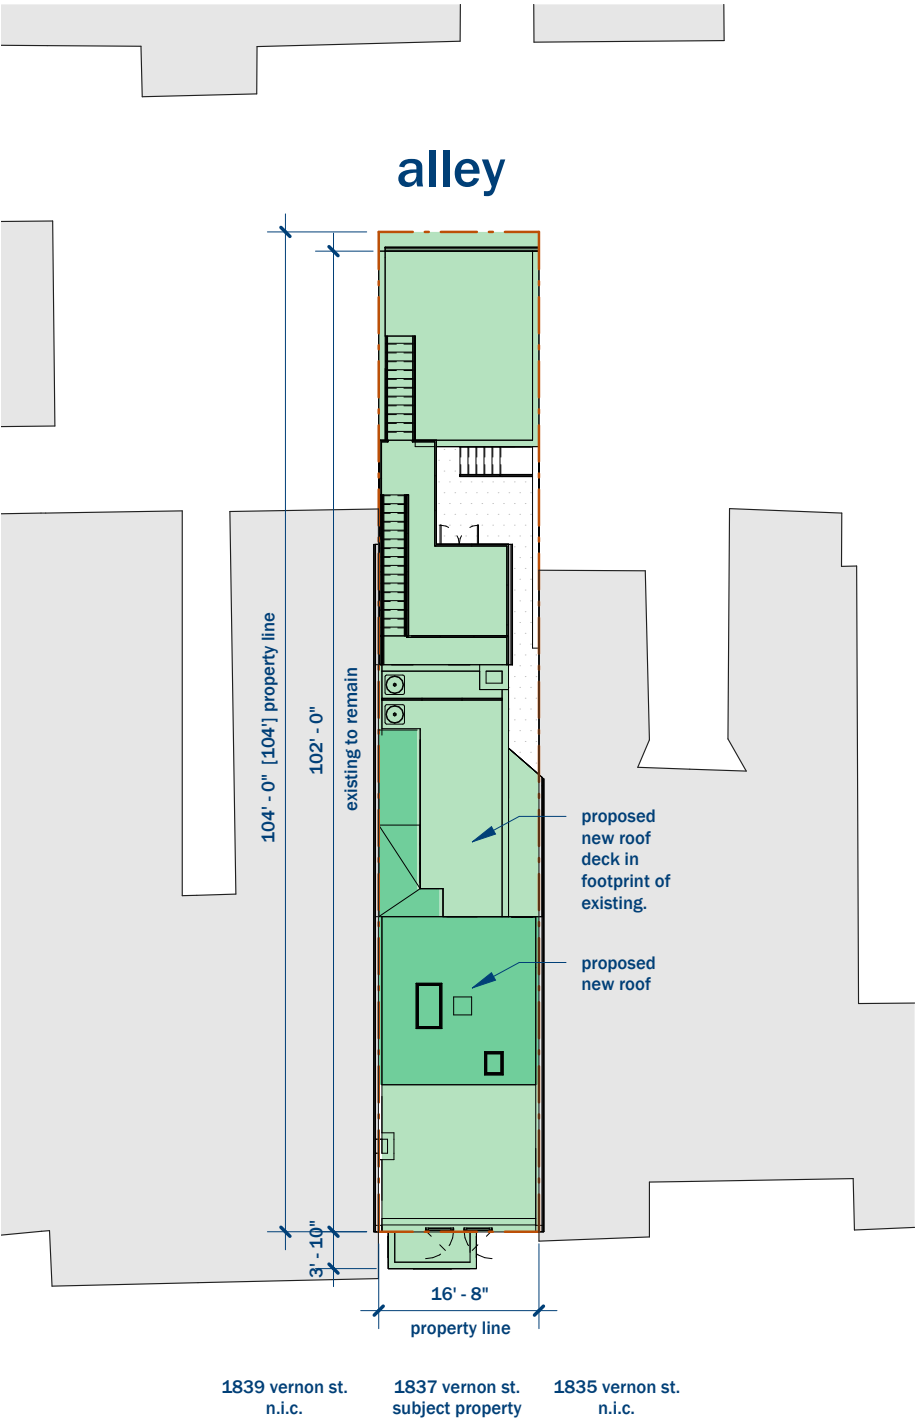 alley
104' - 0" [104'] property line
102' - 0"
existing to remain
proposed
new roof
deck in
footprint of
existing.
proposed
new roof
3' - 10"
16' - 8"
property line
1839 vernon st.
n.i.c.
1837 vernon st.
subject property
1835 vernon st.
n.i.c.